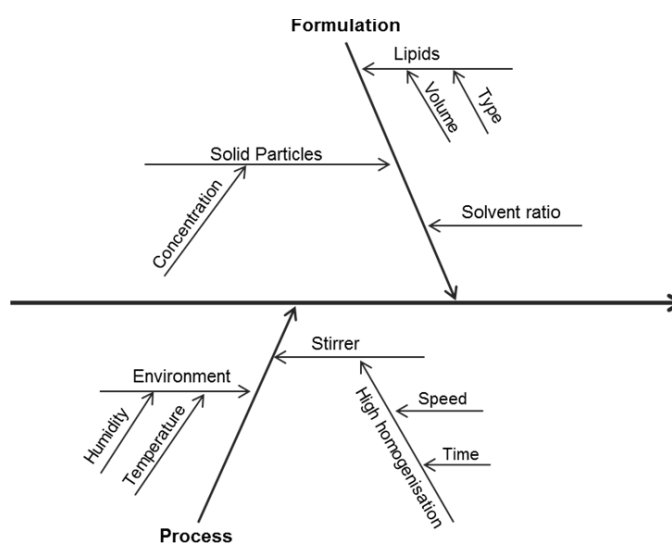 Formulation
Lipids
Volume
Type
Solid Particles
Concentration
Solvent ratio
Stirrer
Environment
Humidity
Temperature
High homogenisation
Speed
Time
Process